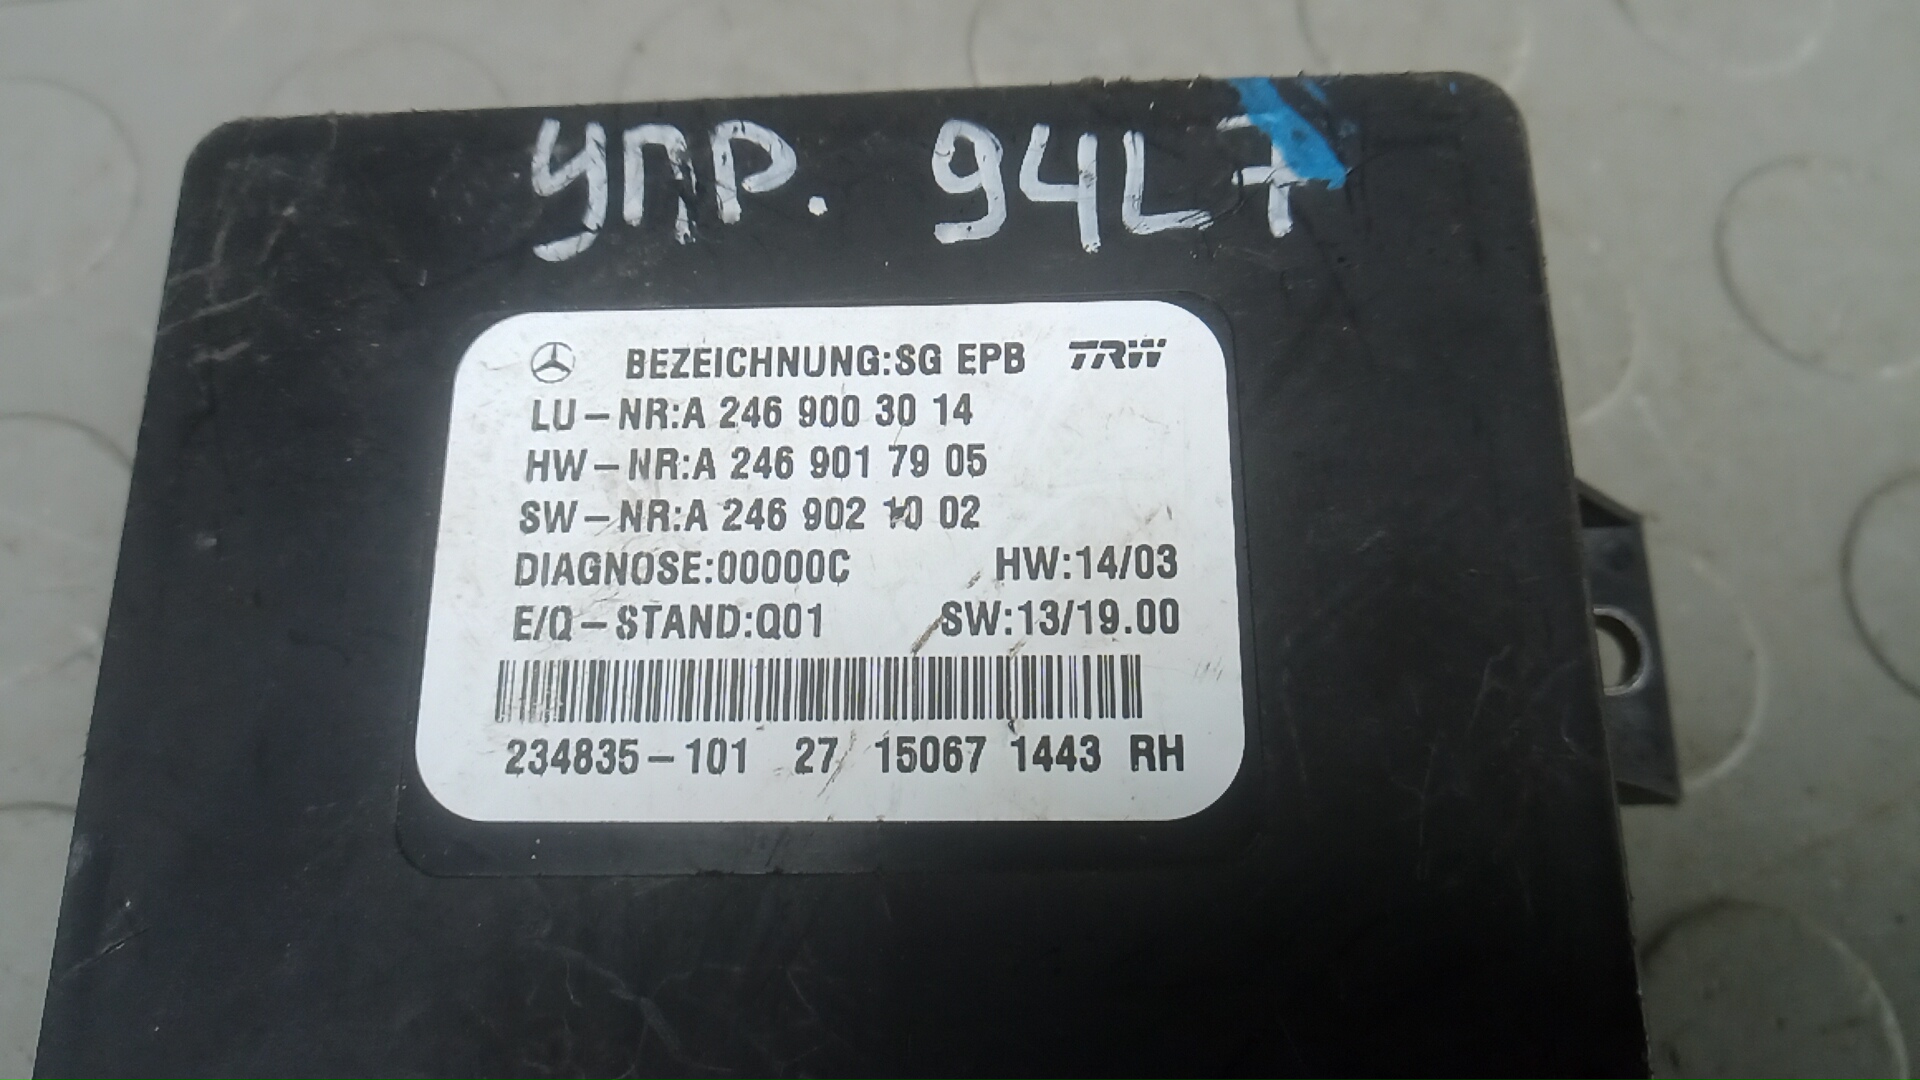 УПР. 94L7
BEZEICHNUNG:SG EPB TRW
LU-NR:A 246 900 30 14
HW-NR:A 246 901 79 05
SW-NR:A 246 902 10 02
DIAGNOSE:00000C HW:14/03
E/Q-STAND:Q01 SW:13/19.00
234835-101 27 15067 1443 RH